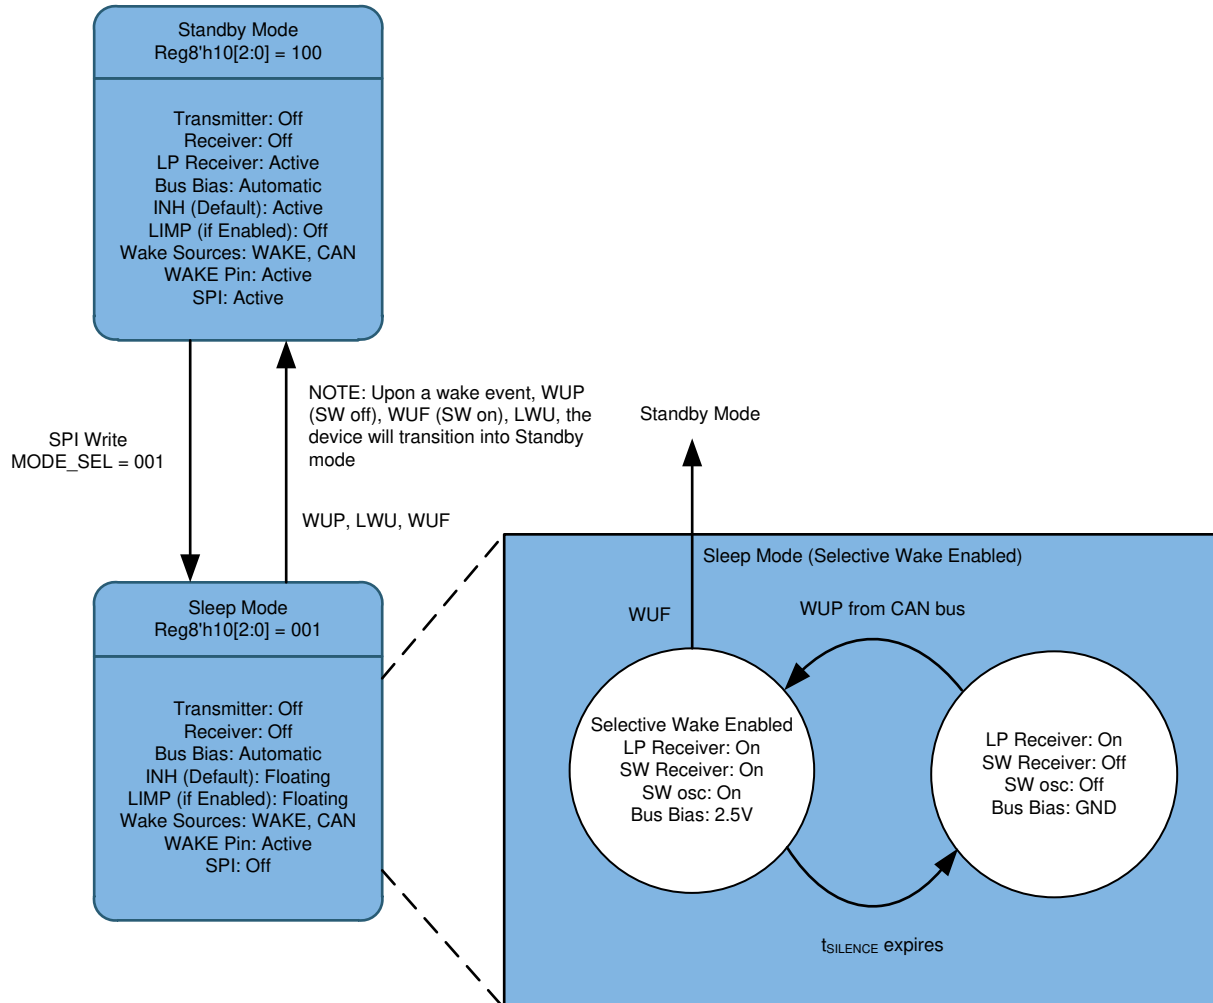 Standby Mode
Reg8'h10[2:0] = 100
Transmitter: Off
Receiver: Off
LP Receiver: Active
Bus Bias: Automatic
INH (Default): Active
LIMP (if Enabled): Off
Wake Sources: WAKE, CAN
WAKE Pin: Active
SPI: Active
SPI Write
MODE_SEL = 001
NOTE: Upon a wake event, WUP
(SW off), WUF (SW on), LWU, the
device will transition into Standby
mode
WUP, LWU, WUF
Sleep Mode
Reg8'h10[2:0] = 001
Transmitter: Off
Receiver: Off
Bus Bias: Automatic
INH (Default): Floating
LIMP (if Enabled): Floating
Wake Sources: WAKE, CAN
WAKE Pin: Active
SPI: Off
Standby Mode
Sleep Mode (Selective Wake Enabled)
WUF
WUP from CAN bus
Selective Wake Enabled
LP Receiver: On
SW Receiver: On
SW osc: On
Bus Bias: 2.5V
LP Receiver: On
SW Receiver: Off
SW osc: Off
Bus Bias: GND
tSILENCE expires